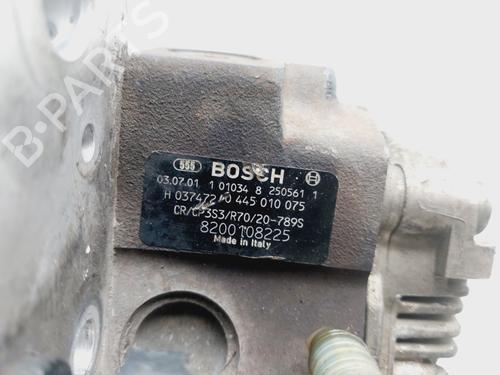 555 BOSCH
03.07.01 1 01034 8 250561 1
H 037472 0 445 010 075
CR/CP3S3/R70/20-789S
8200108225
Made in Italy
B-PARTS